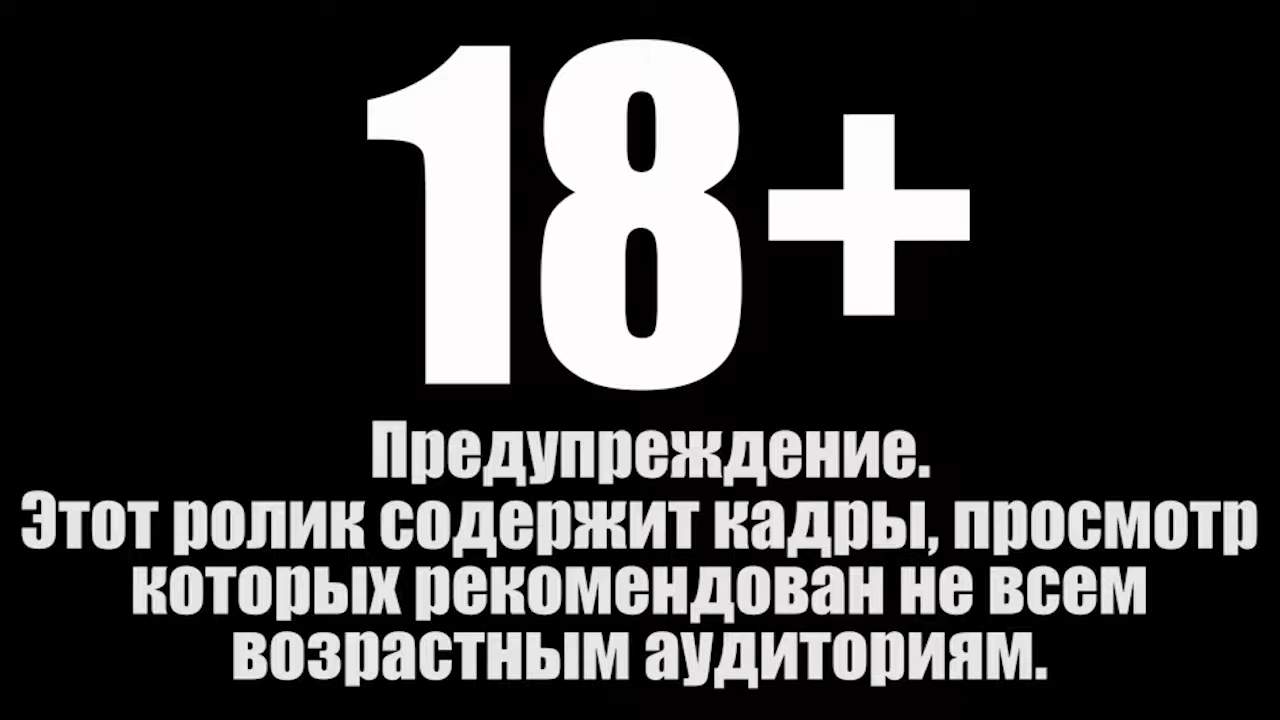 18+
Предупреждение.
Этот ролик содержит кадры, просмотр
которых рекомендован не всем
возрастным аудиториям.